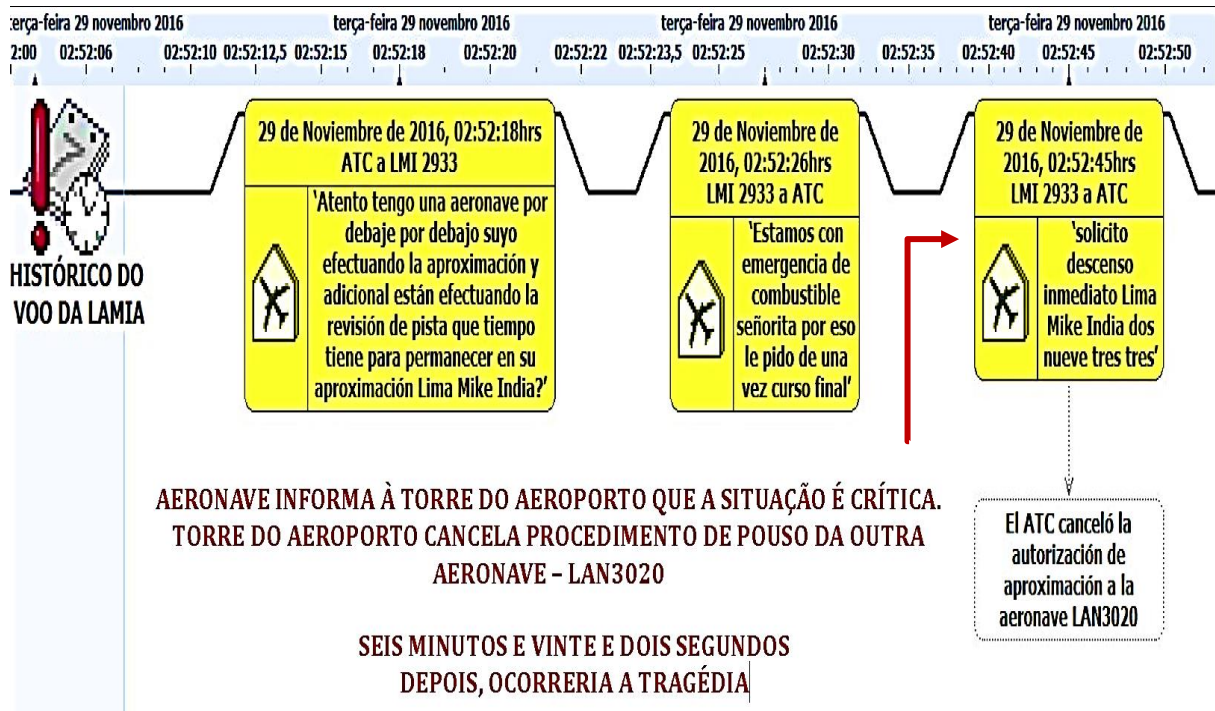 terça-feira 29 novembro 2016
terça-feira 29 novembro 2016
terça-feira 29 novembro 2016
terça-feira 29 novembro 2016
2:00 02:52:06 02:52:10 02:52:12,5 02:52:15 02:52:18 02:52:20 02:52:22 02:52:23,5 02:52:25 02:52:30 02:52:35 02:52:40 02:52:45 02:52:50
HISTÓRICO DO
VOO DA LAMIA
29 de Noviembre de 2016, 02:52:18hrs
ATC a LMI 2933
'Atento tengo una aeronave por
debaje por debajo suyo
efectuando la aproximación y
adicional están efectuando la
revisión de pista que tiempo
tiene para permanecer en su
aproximación Lima Mike India?'
29 de Noviembre de
2016, 02:52:26hrs
LMI 2933 a ATC
'Estamos con
emergencia de
combustible
señorita por eso
le pido de una
vez curso final'
29 de Noviembre de
2016, 02:52:45hrs
LMI 2933 a ATC
'solicito
descenso
inmediato Lima
Mike India dos
nueve tres tres'
El ATC canceló la
autorización de
aproximación a la
aeronave LAN3020
AERONAVE INFORMA À TORRE DO AEROPORTO QUE A SITUAÇÃO É CRÍTICA.
TORRE DO AEROPORTO CANCELA PROCEDIMENTO DE POUSO DA OUTRA
AERONAVE – LAN3020
SEIS MINUTOS E VINTE E DOIS SEGUNDOS
DEPOIS, OCORRERIA A TRAGÉDIA